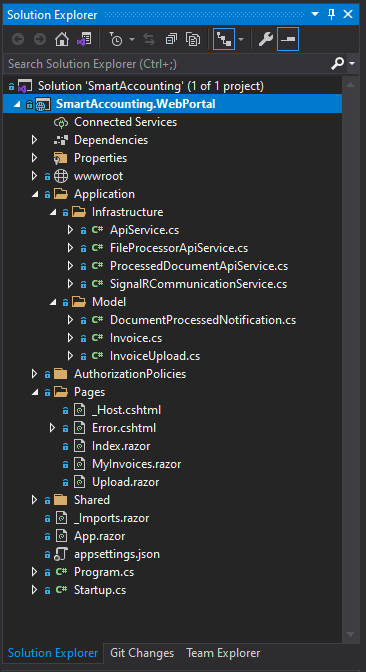 Solution Explorer
Search Solution Explorer (Ctrl+;)
Solution 'SmartAccounting' (1 of 1 project)
SmartAccounting.WebPortal
Connected Services
Dependencies
Properties
wwwroot
Application
Infrastructure
C# ApiService.cs
C# FileProcessorApiService.cs
C# ProcessedDocumentApiService.cs
C# SignalRCommunicationService.cs
Model
C# DocumentProcessedNotification.cs
C# Invoice.cs
C# InvoiceUpload.cs
AuthorizationPolicies
Pages
_Host.cshtml
Error.cshtml
Index.razor
MyInvoices.razor
Upload.razor
Shared
_Imports.razor
App.razor
appsettings.json
C# Program.cs
C# Startup.cs
Solution Explorer Git Changes Team Explorer